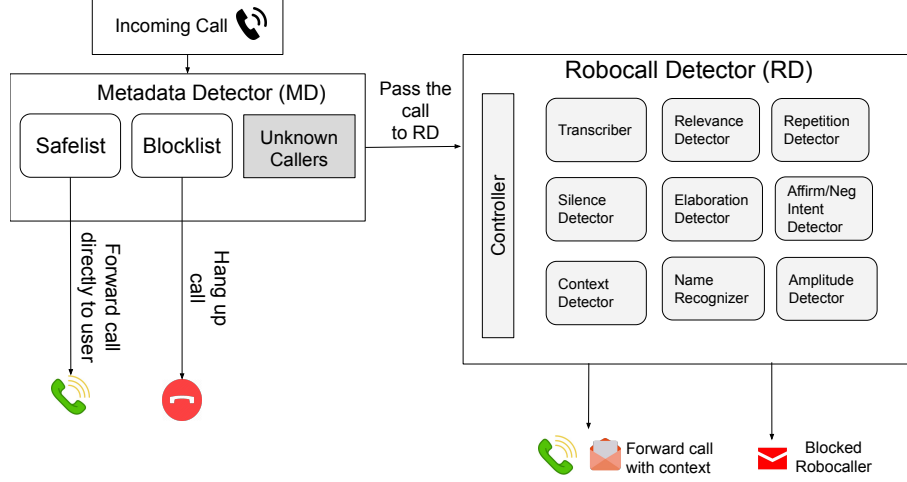 Incoming Call
Metadata Detector (MD)
Safelist
Blocklist
Unknown
Callers
Pass the
call
to RD
Forward call
directly to user
Hang up
call
Robocall Detector (RD)
Controller
Transcriber
Relevance
Detector
Repetition
Detector
Silence
Detector
Elaboration
Detector
Affirm/Neg
Intent
Detector
Context
Detector
Name
Recognizer
Amplitude
Detector
Forward call
with context
Blocked
Robocaller